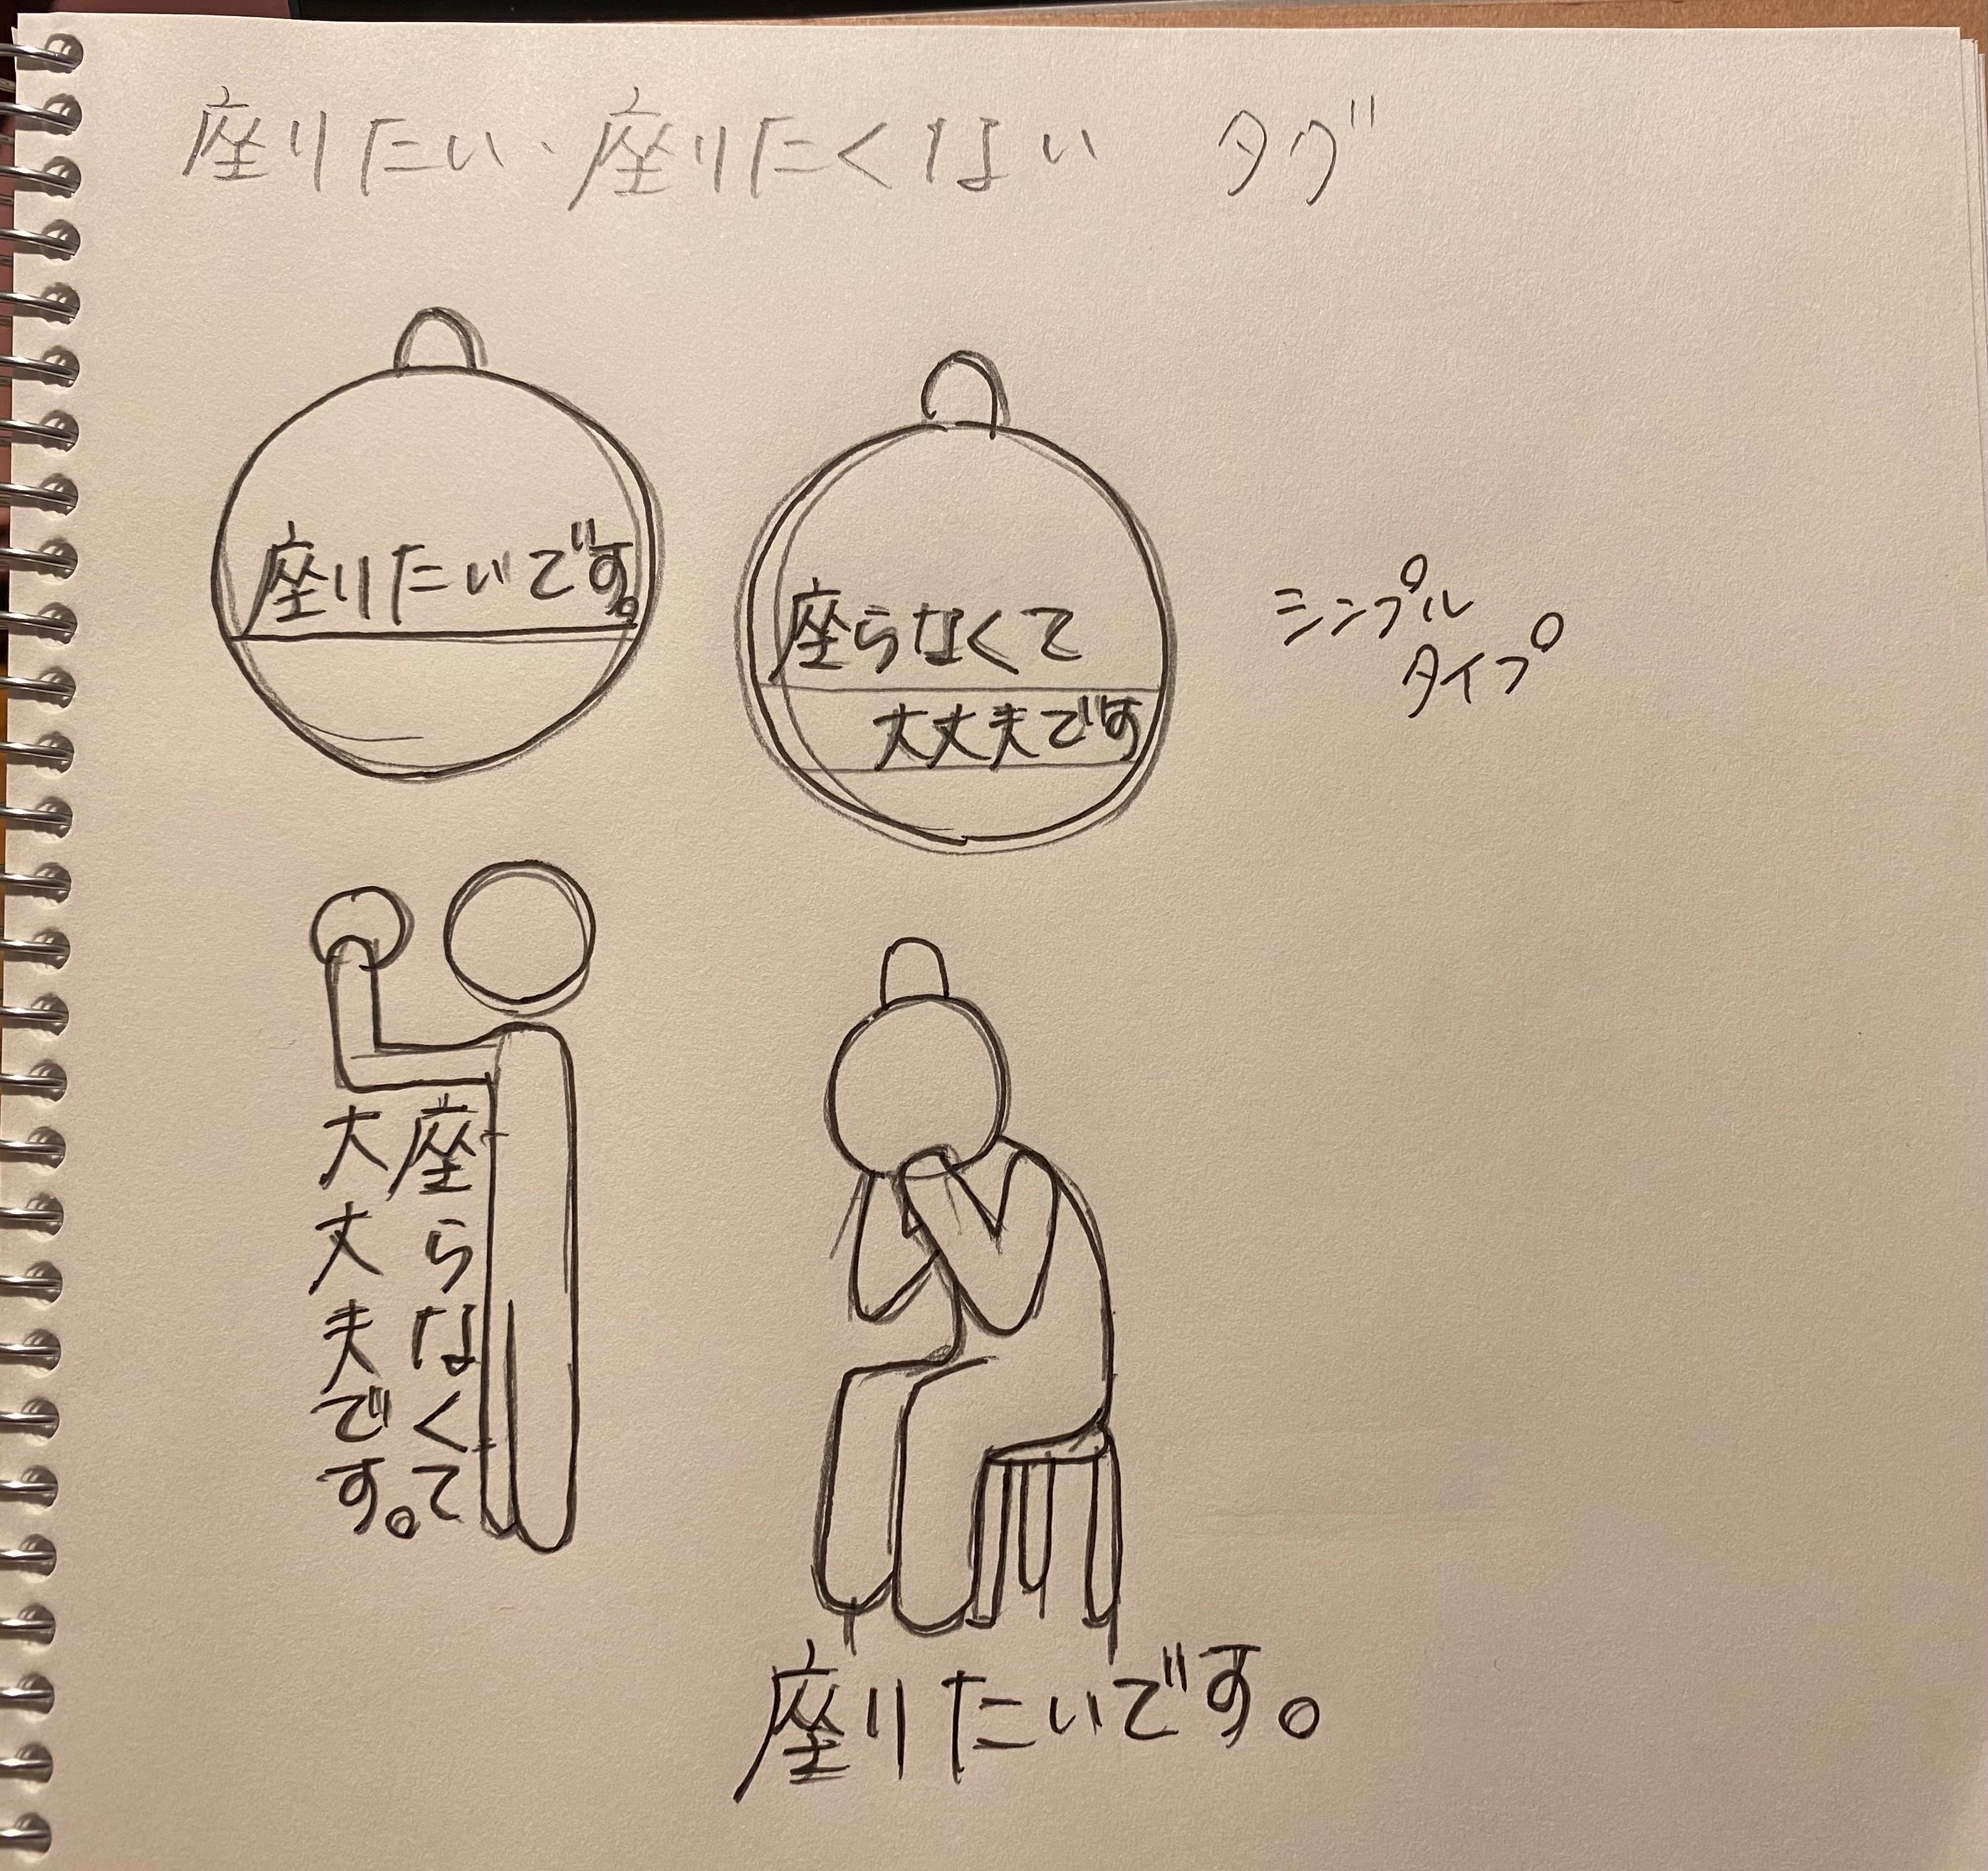 座りたい、座りたくない タグ
座りたいです。
座らなくて
大丈夫です
シンプル
タイプ
座らなくて
大丈夫です。
座りたいです。